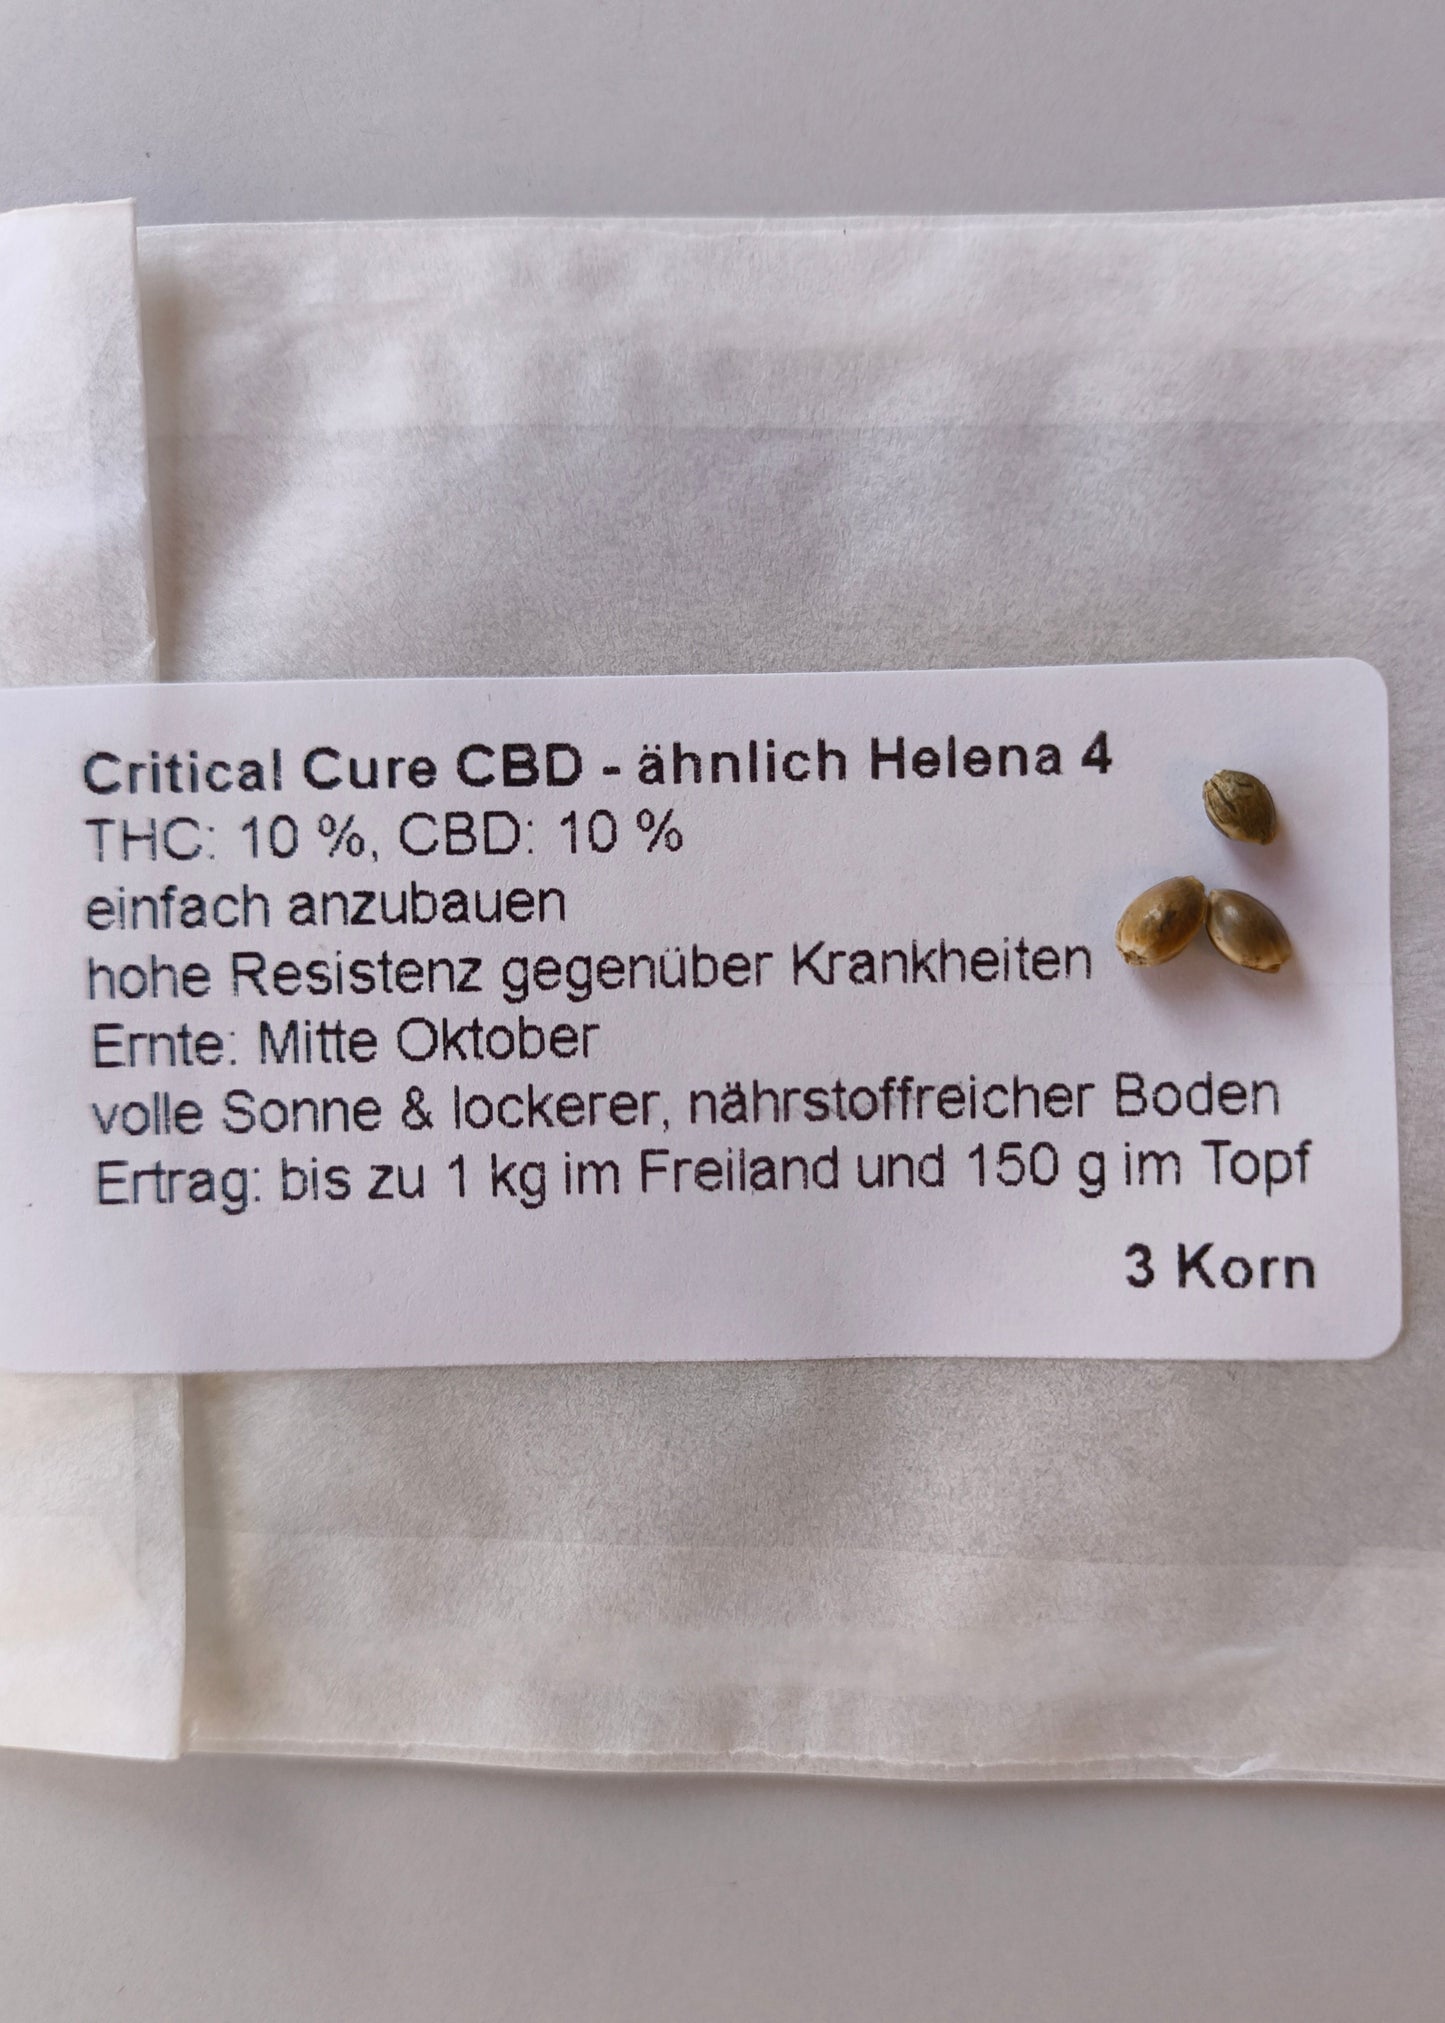 Critical Cure CBD - ähnlich Helena 4
THC: 10 %, CBD: 10 %
einfach anzubauen
hohe Resistenz gegenüber Krankheiten
Ernte: Mitte Oktober
volle Sonne & lockerer, nährstoffreicher Boden
Ertrag: bis zu 1 kg im Freiland und 150 g im Topf
3 Korn